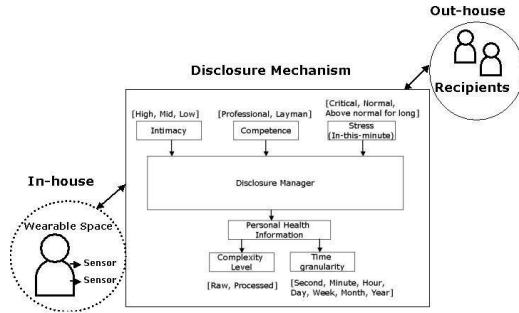 Out-house
Recipients
Disclosure Mechanism
[High, Mid, Low]
Intimacy
[Professional, Layman]
Competence
[Critical, Normal,
Above normal for long]
Stress
(In-this-minute)
In-house
Wearable Space
Sensor
Sensor
Disclosure Manager
Personal Health
Information
Complexity
Level
Time
granularity
[Raw, Processed]
[Second, Minute, Hour,
Day, Week, Month, Year]